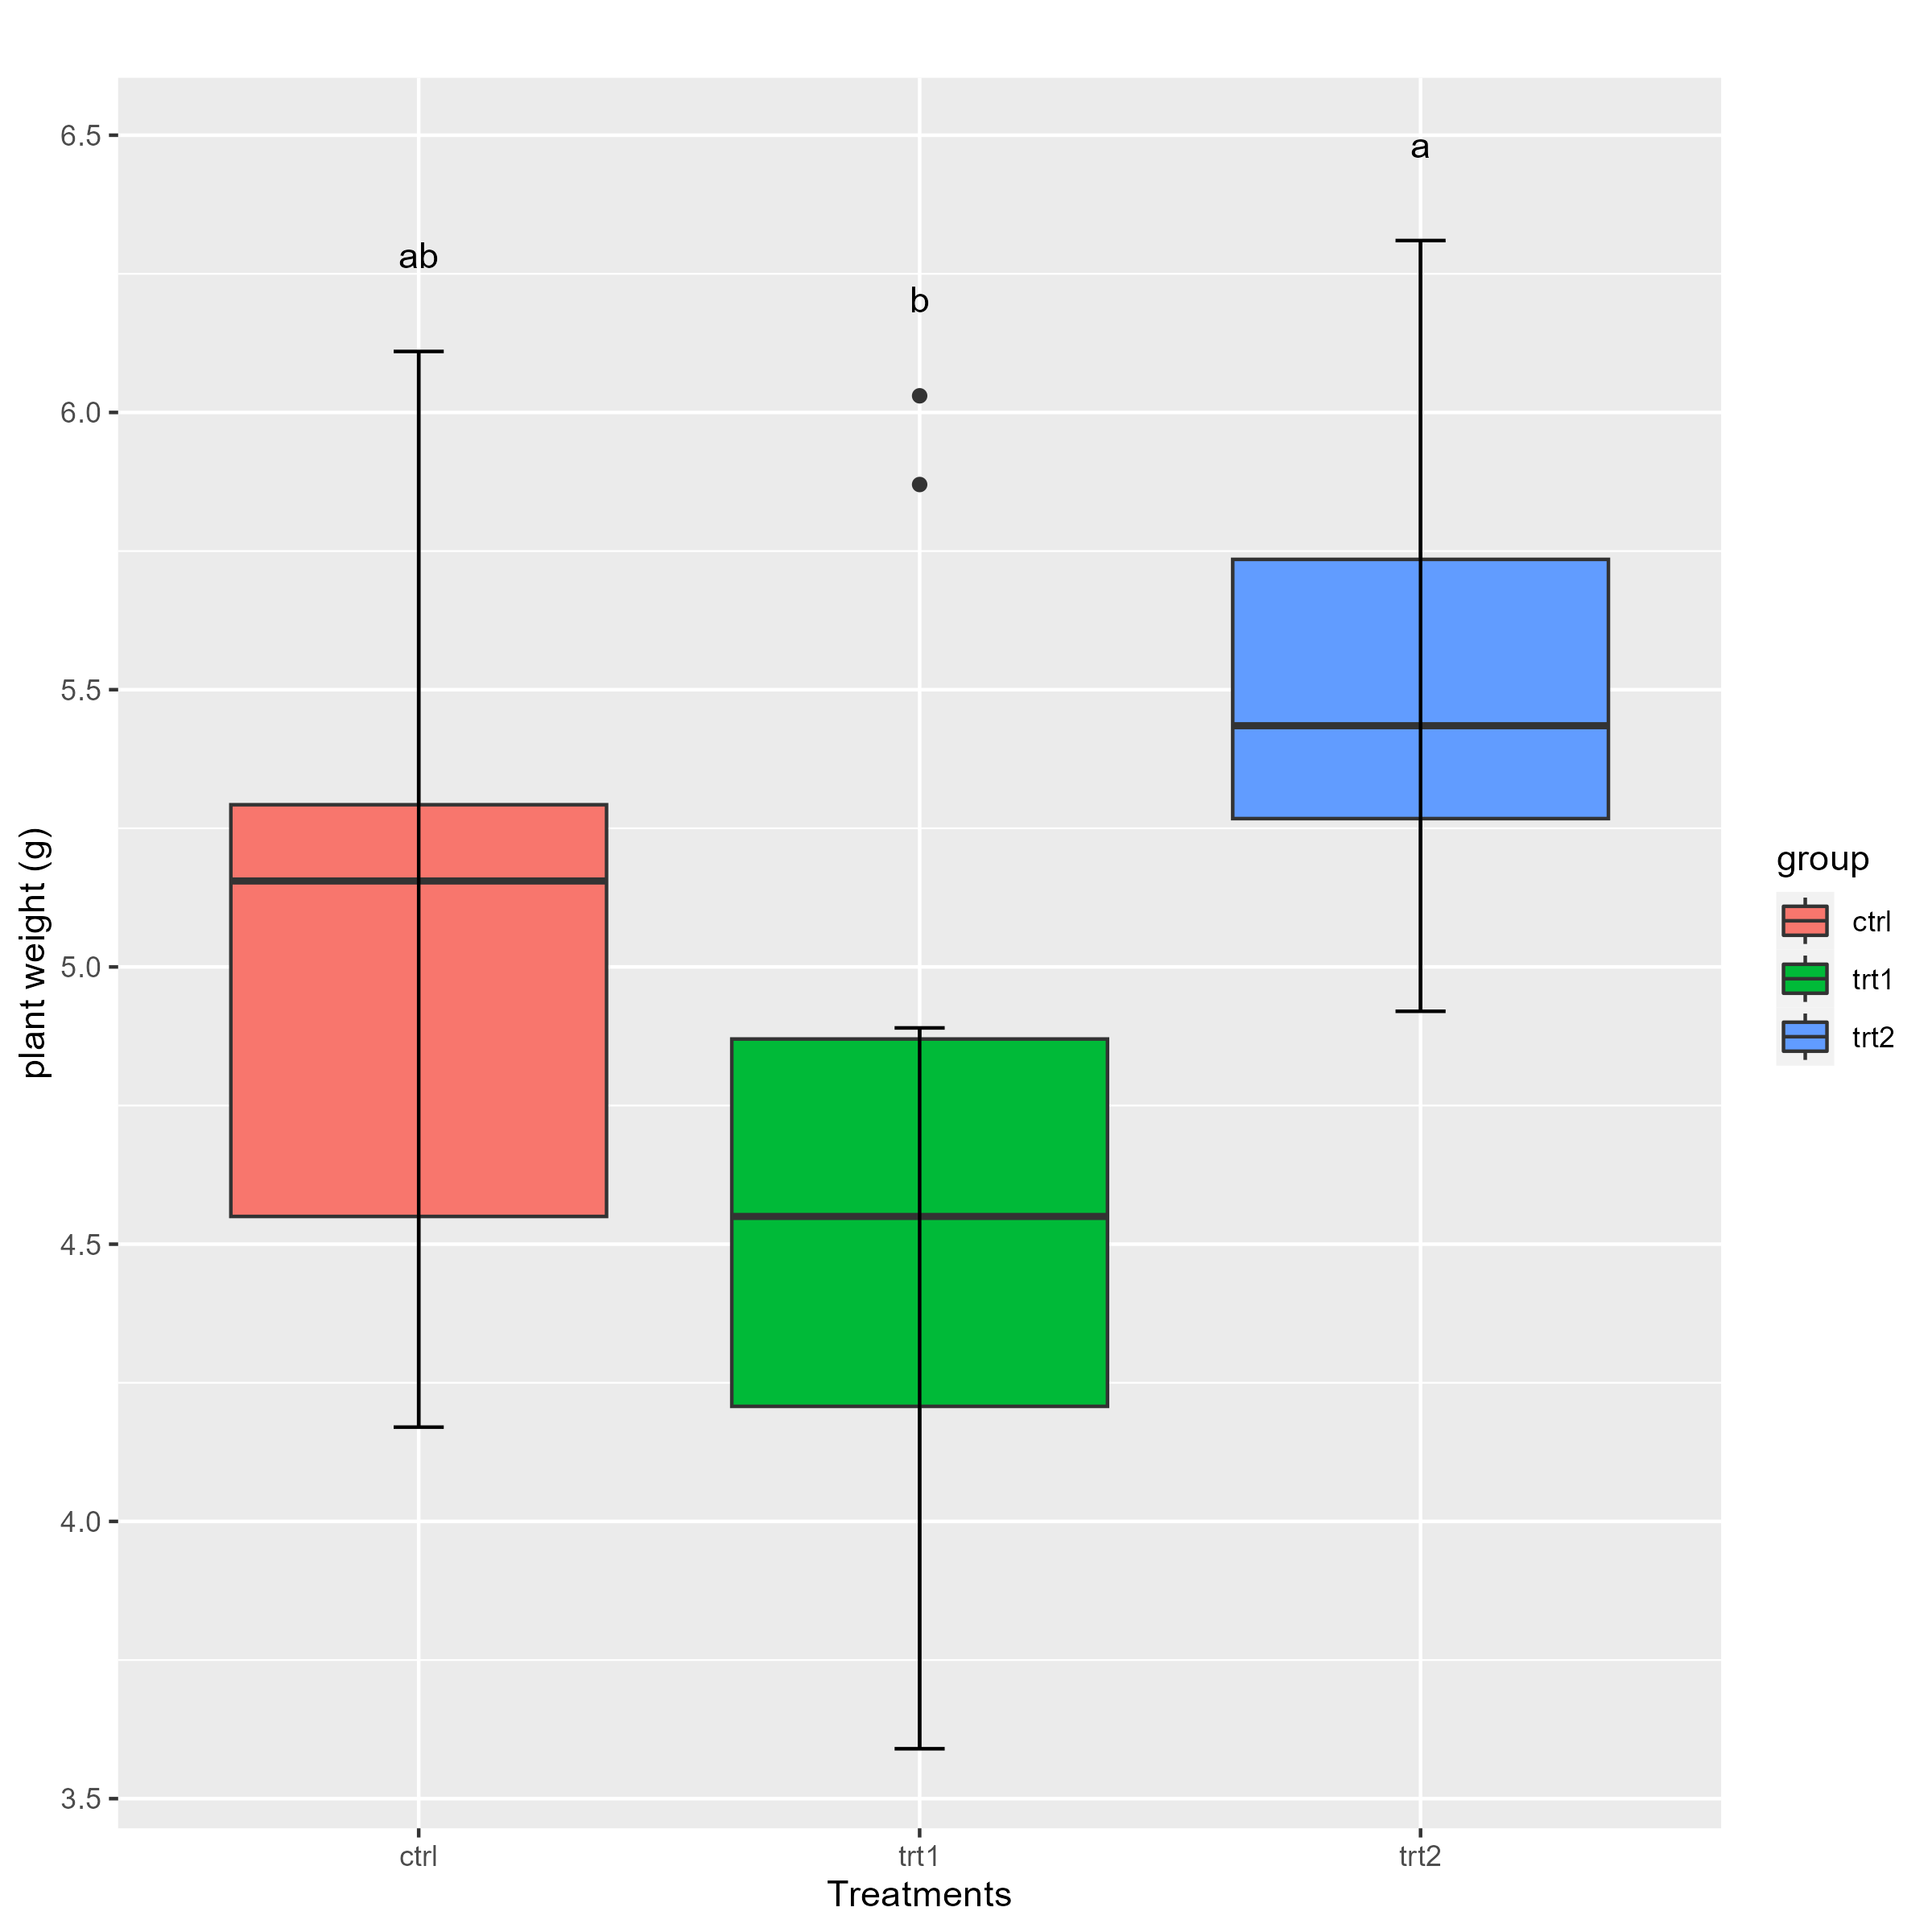 plant weight (g)
6.5
6.0
5.5
5.0
4.5
4.0
3.5
ab
b
a
ctrl
trt1
trt2
Treatments
group
ctrl
trt1
trt2